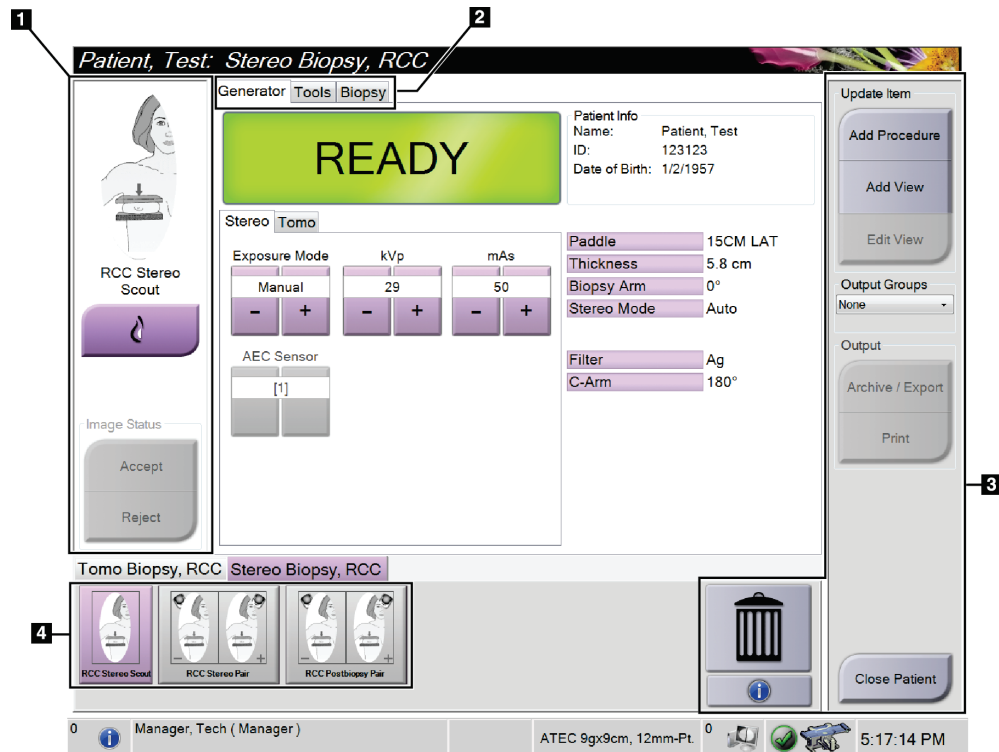 1
2
Patient, Test: Stereo Biopsy, RCC
Generator Tools Biopsy
READY
Patient Info
Name: Patient, Test
ID: 123123
Date of Birth: 1/2/1957
Update Item
Add Procedure
Add View
Edit View
RCC Stereo
Scout
Stereo Tomo
Exposure Mode kVp mAs
Manual 29 50
- + - + - +
AEC Sensor
[1]
Paddle 15CM LAT
Thickness 5.8 cm
Biopsy Arm 0°
Stereo Mode Auto
Filter Ag
C-Arm 180°
Output Groups
None
Output
Archive / Export
Print
Image Status
Accept
Reject
3
Tomo Biopsy, RCC Stereo Biopsy, RCC
4
- + - +
RCC Stereo Scout RCC Stereo Pair RCC Postbiopsy Pair
i
Close Patient
0 i Manager, Tech ( Manager ) ATEC 9gx9cm, 12mm-Pt. 0 5:17:14 PM